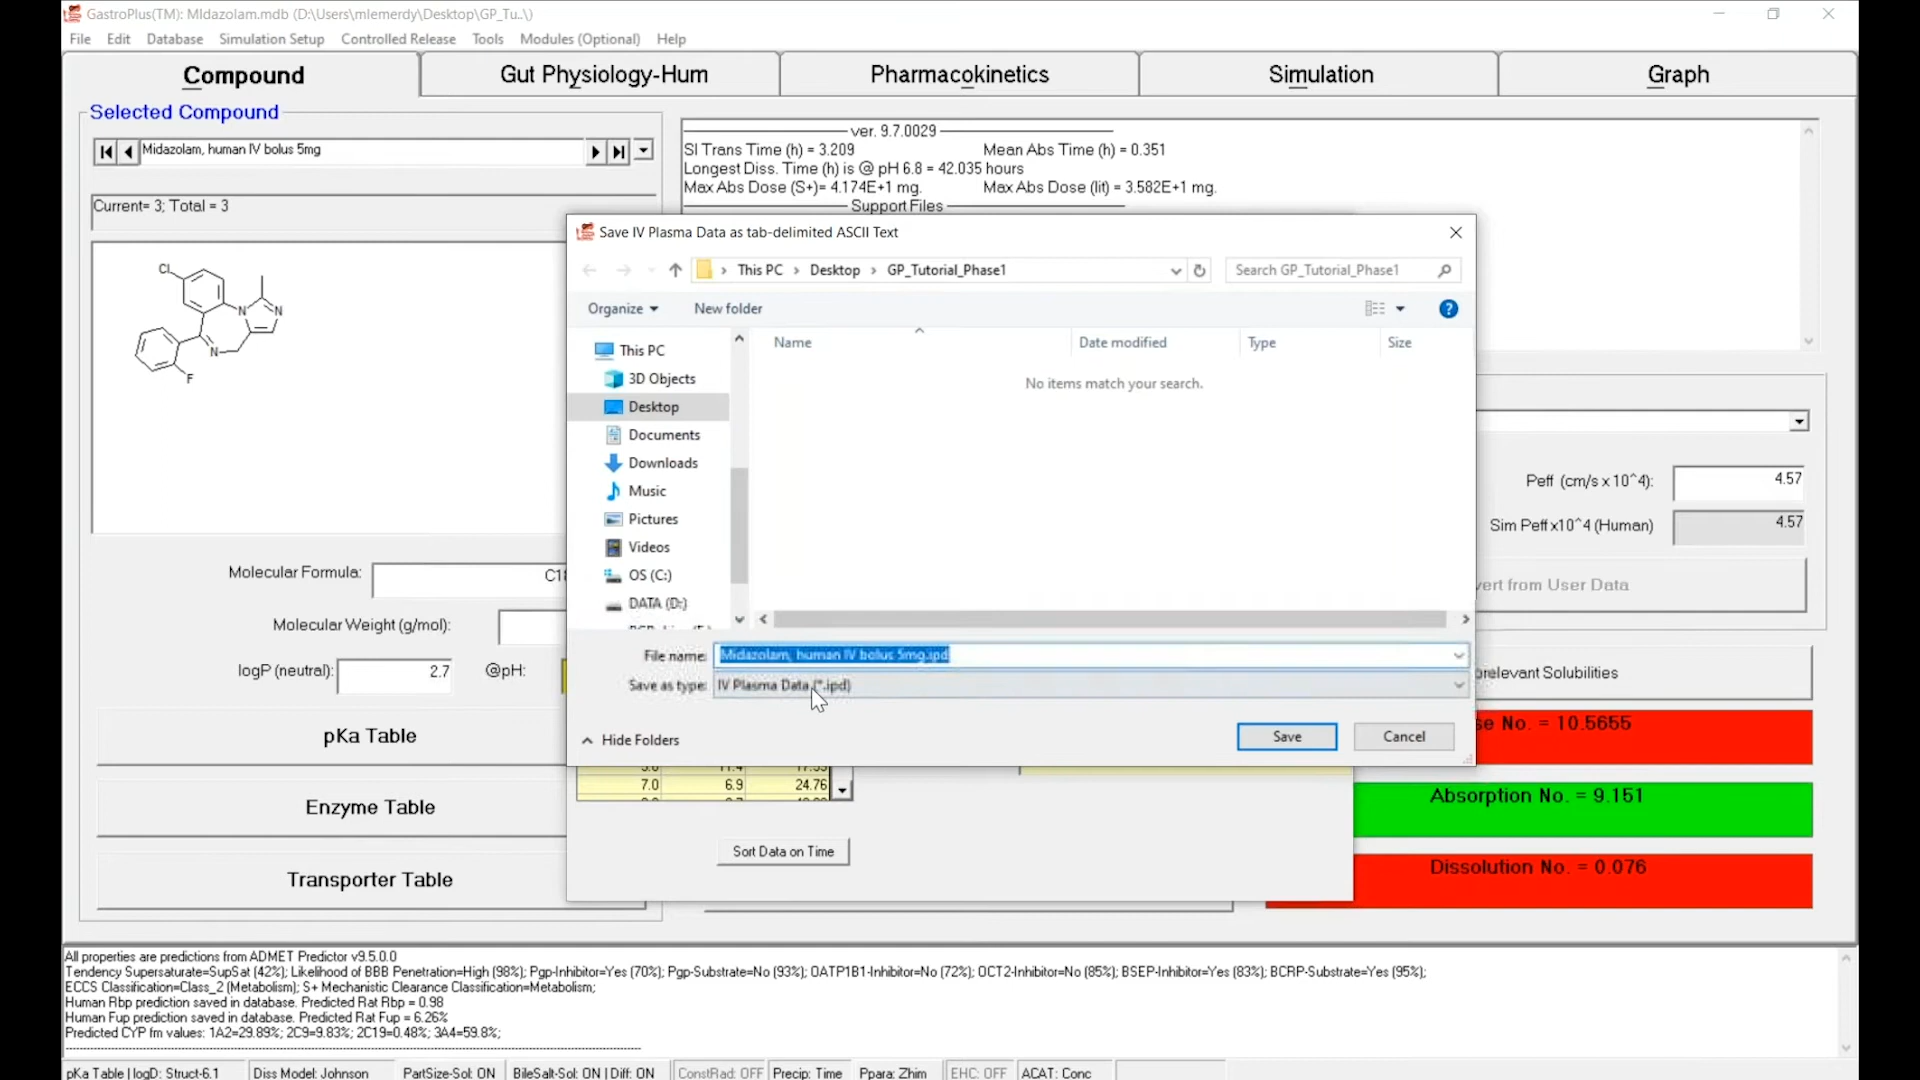 GastroPlus(TM): MIdazolam.mdb (D:\Users\mlemerdy\Desktop\GP_Tu..\)
File Edit Database Simulation Setup Controlled Release Tools Modules (Optional) Help
Compound Gut Physiology-Hum Pharmacokinetics Simulation Graph
Selected Compound
Midazolam, human IV bolus 5mg
Current= 3; Total = 3
ver. 9.7.0029
SI Trans Time (h) = 3.209 Mean Abs Time (h) = 0.351
Longest Diss. Time (h) is @ pH 6.8 = 42.035 hours
Max Abs Dose (S+)= 4.174E+1 mg. Max Abs Dose (lit) = 3.582E+1 mg.
Support Files
Cl
N
N
N
F
Save IV Plasma Data as tab-delimited ASCII Text
This PC › Desktop › GP_Tutorial_Phase1
Search GP_Tutorial_Phase1
Organize New folder
?
Name Date modified Type Size
No items match your search.
This PC
3D Objects
Desktop
Documents
Downloads
Music
Pictures
Videos
OS (C:)
DATA (D:)
File name: Midazolam, human IV bolus 5mg.ipd
Save as type: IV Plasma Data (*.ipd)
Hide Folders
Save Cancel
Peff (cm/s x 10^4): 4.57
Sim Peff x10^4 (Human) 4.57
vert from User Data
Molecular Formula: C18
Molecular Weight (g/mol):
logP (neutral): 2.7 @pH:
relevant Solubilities
se No. = 10.5655
pKa Table
Enzyme Table
Transporter Table
7.0 6.9 24.76
Sort Data on Time
Absorption No. = 9.151
Dissolution No. = 0.076
All properties are predictions from ADMET Predictor v9.5.0.0
Tendency Supersaturate=SupSat (42%); Likelihood of BBB Penetration=High (98%); Pgp-Inhibitor=Yes (70%); Pgp-Substrate=No (93%); OATP1B1-Inhibitor=No (72%); OCT2-Inhibitor=No (85%); BSEP-Inhibitor=Yes (83%); BCRP-Substrate=Yes (95%);
ECCS Classification=Class_2 (Metabolism); S+ Mechanistic Clearance Classification=Metabolism;
Human Rbp prediction saved in database. Predicted Rat Rbp = 0.98
Human Fup prediction saved in database. Predicted Rat Fup = 6.26%
Predicted CYP fm values: 1A2=29.89%; 2C9=9.83%; 2C19=0.48%; 3A4=59.8%;
pKa Table | logD: Struct-6.1 Diss Model: Johnson PartSize-Sol: ON BileSalt-Sol: ON | Diff: ON ConstRad: OFF Precip: Time Ppara: Zhim EHC: OFF ACAT: Conc